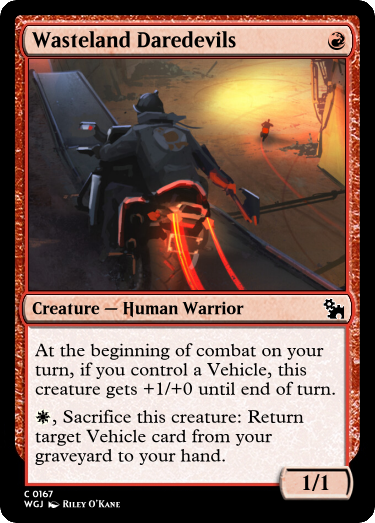 Wasteland Daredevils
Creature — Human Warrior
At the beginning of combat on your
turn, if you control a Vehicle, this
creature gets +1/+0 until end of turn.
, Sacrifice this creature: Return
target Vehicle card from your
graveyard to your hand.
1/1
C 0167
WGJ Riley O'Kane